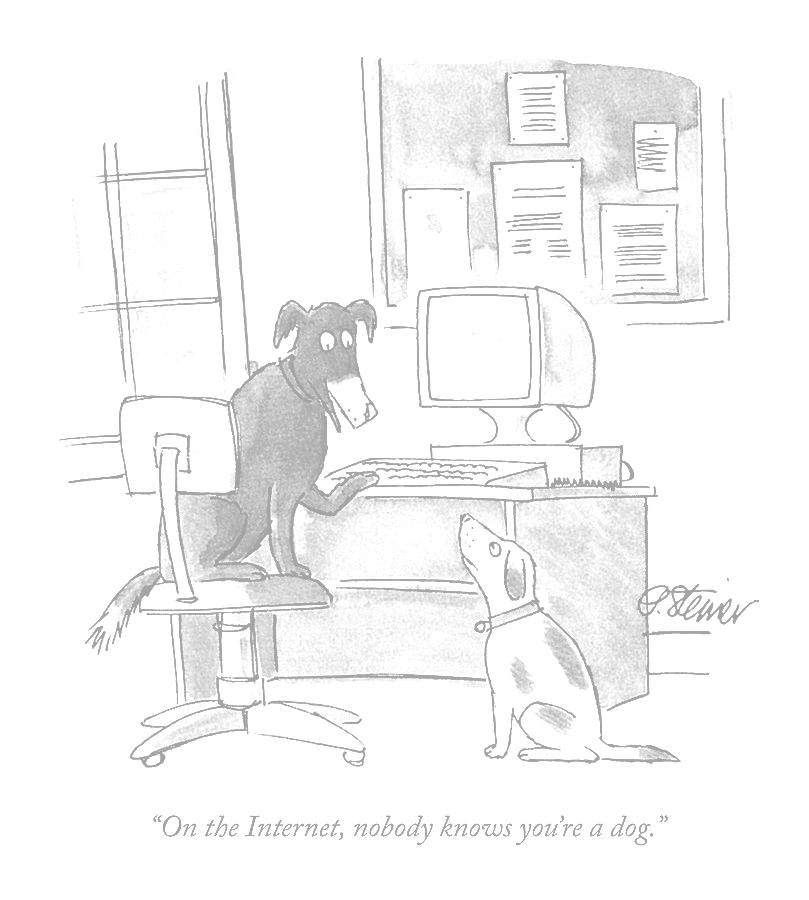 P. Steiner
“On the Internet, nobody knows you’re a dog.”